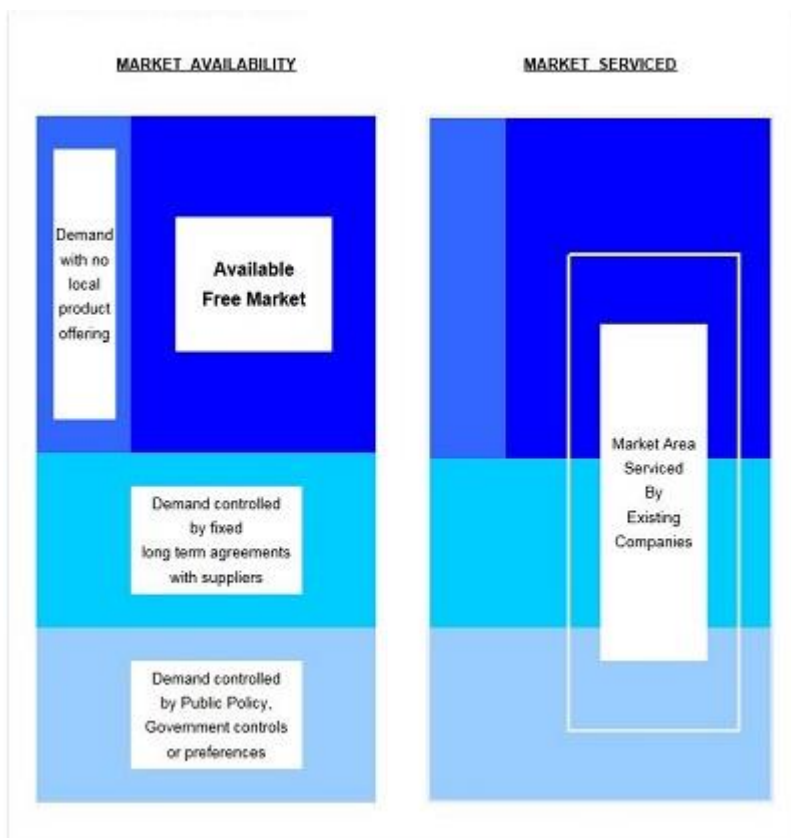 MARKET AVAILABILITY
MARKET SERVICED
Demand
with no
local
product
offering
Available
Free Market
Demand controlled
by fixed
long term agreements
with suppliers
Demand controlled
by Public Policy,
Government controls
or preferences
Market Area
Serviced
By
Existing
Companies